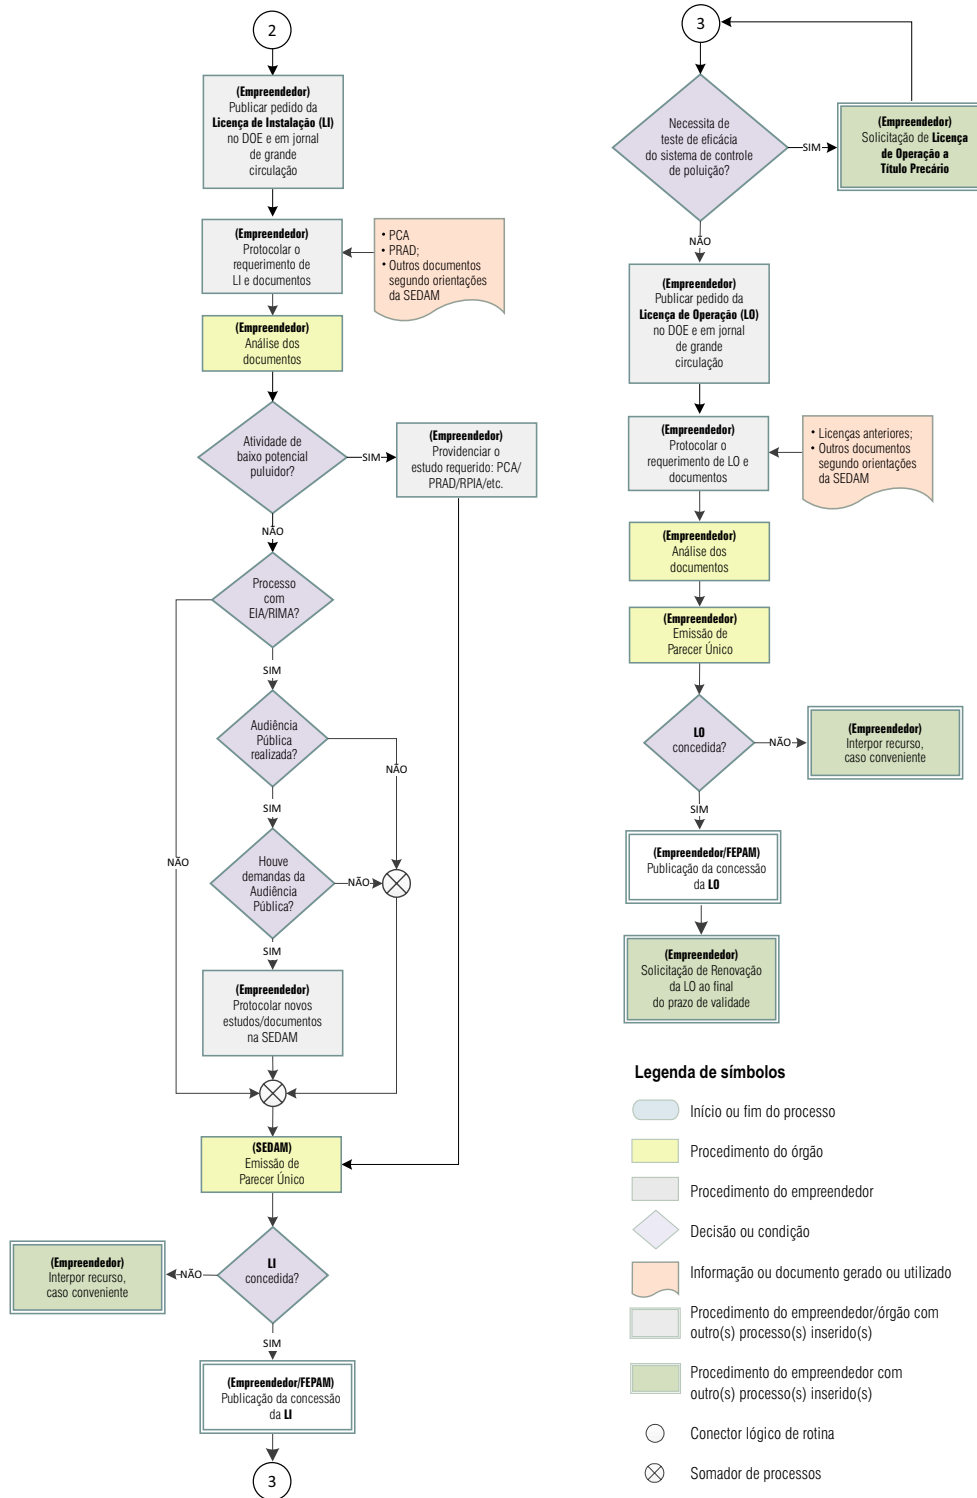 2
(Empreendedor)
Publicar pedido da
Licença de Instalação (LI)
no DOE e em jornal
de grande
circulação
(Empreendedor)
Protocolar o
requerimento de
LI e documentos
• PCA
• PRAD;
• Outros documentos
segundo orientações
da SEDAM
(Empreendedor)
Análise dos
documentos
Atividade de
baixo potencial
puluidor?
SIM
(Empreendedor)
Providenciar o
estudo requerido: PCA/
PRAD/RPIA/etc.
NÃO
Processo
com
EIA/RIMA?
SIM
Audiência
Pública
realizada?
NÃO
SIM
Houve
demandas da
Audiência
Pública?
NÃO
NÃO
SIM
(Empreendedor)
Protocolar novos
estudos/documentos
na SEDAM
(SEDAM)
Emissão de
Parecer Único
LI
concedida?
NÃO
(Empreendedor)
Interpor recurso,
caso conveniente
SIM
(Empreendedor/FEPAM)
Publicação da concessão
da LI
3
3
Necessita de
teste de eficácia
do sistema de controle
de poluição?
SIM
(Empreendedor)
Solicitação de Licença
de Operação a
Título Precário
NÃO
(Empreendedor)
Publicar pedido da
Licença de Operação (LO)
no DOE e em jornal
de grande
circulação
(Empreendedor)
Protocolar o
requerimento de LO e
documentos
• Licenças anteriores;
• Outros documentos
segundo orientações
da SEDAM
(Empreendedor)
Análise dos
documentos
(Empreendedor)
Emissão de
Parecer Único
LO
concedida?
NÃO
(Empreendedor)
Interpor recurso,
caso conveniente
SIM
(Empreendedor/FEPAM)
Publicação da concessão
da LO
(Empreendedor)
Solicitação de Renovação
da LO ao final
do prazo de validade
Legenda de símbolos
Início ou fim do processo
Procedimento do órgão
Procedimento do empreendedor
Decisão ou condição
Informação ou documento gerado ou utilizado
Procedimento do empreendedor/órgão com
outro(s) processo(s) inserido(s)
Procedimento do empreendedor com
outro(s) processo(s) inserido(s)
Conector lógico de rotina
Somador de processos